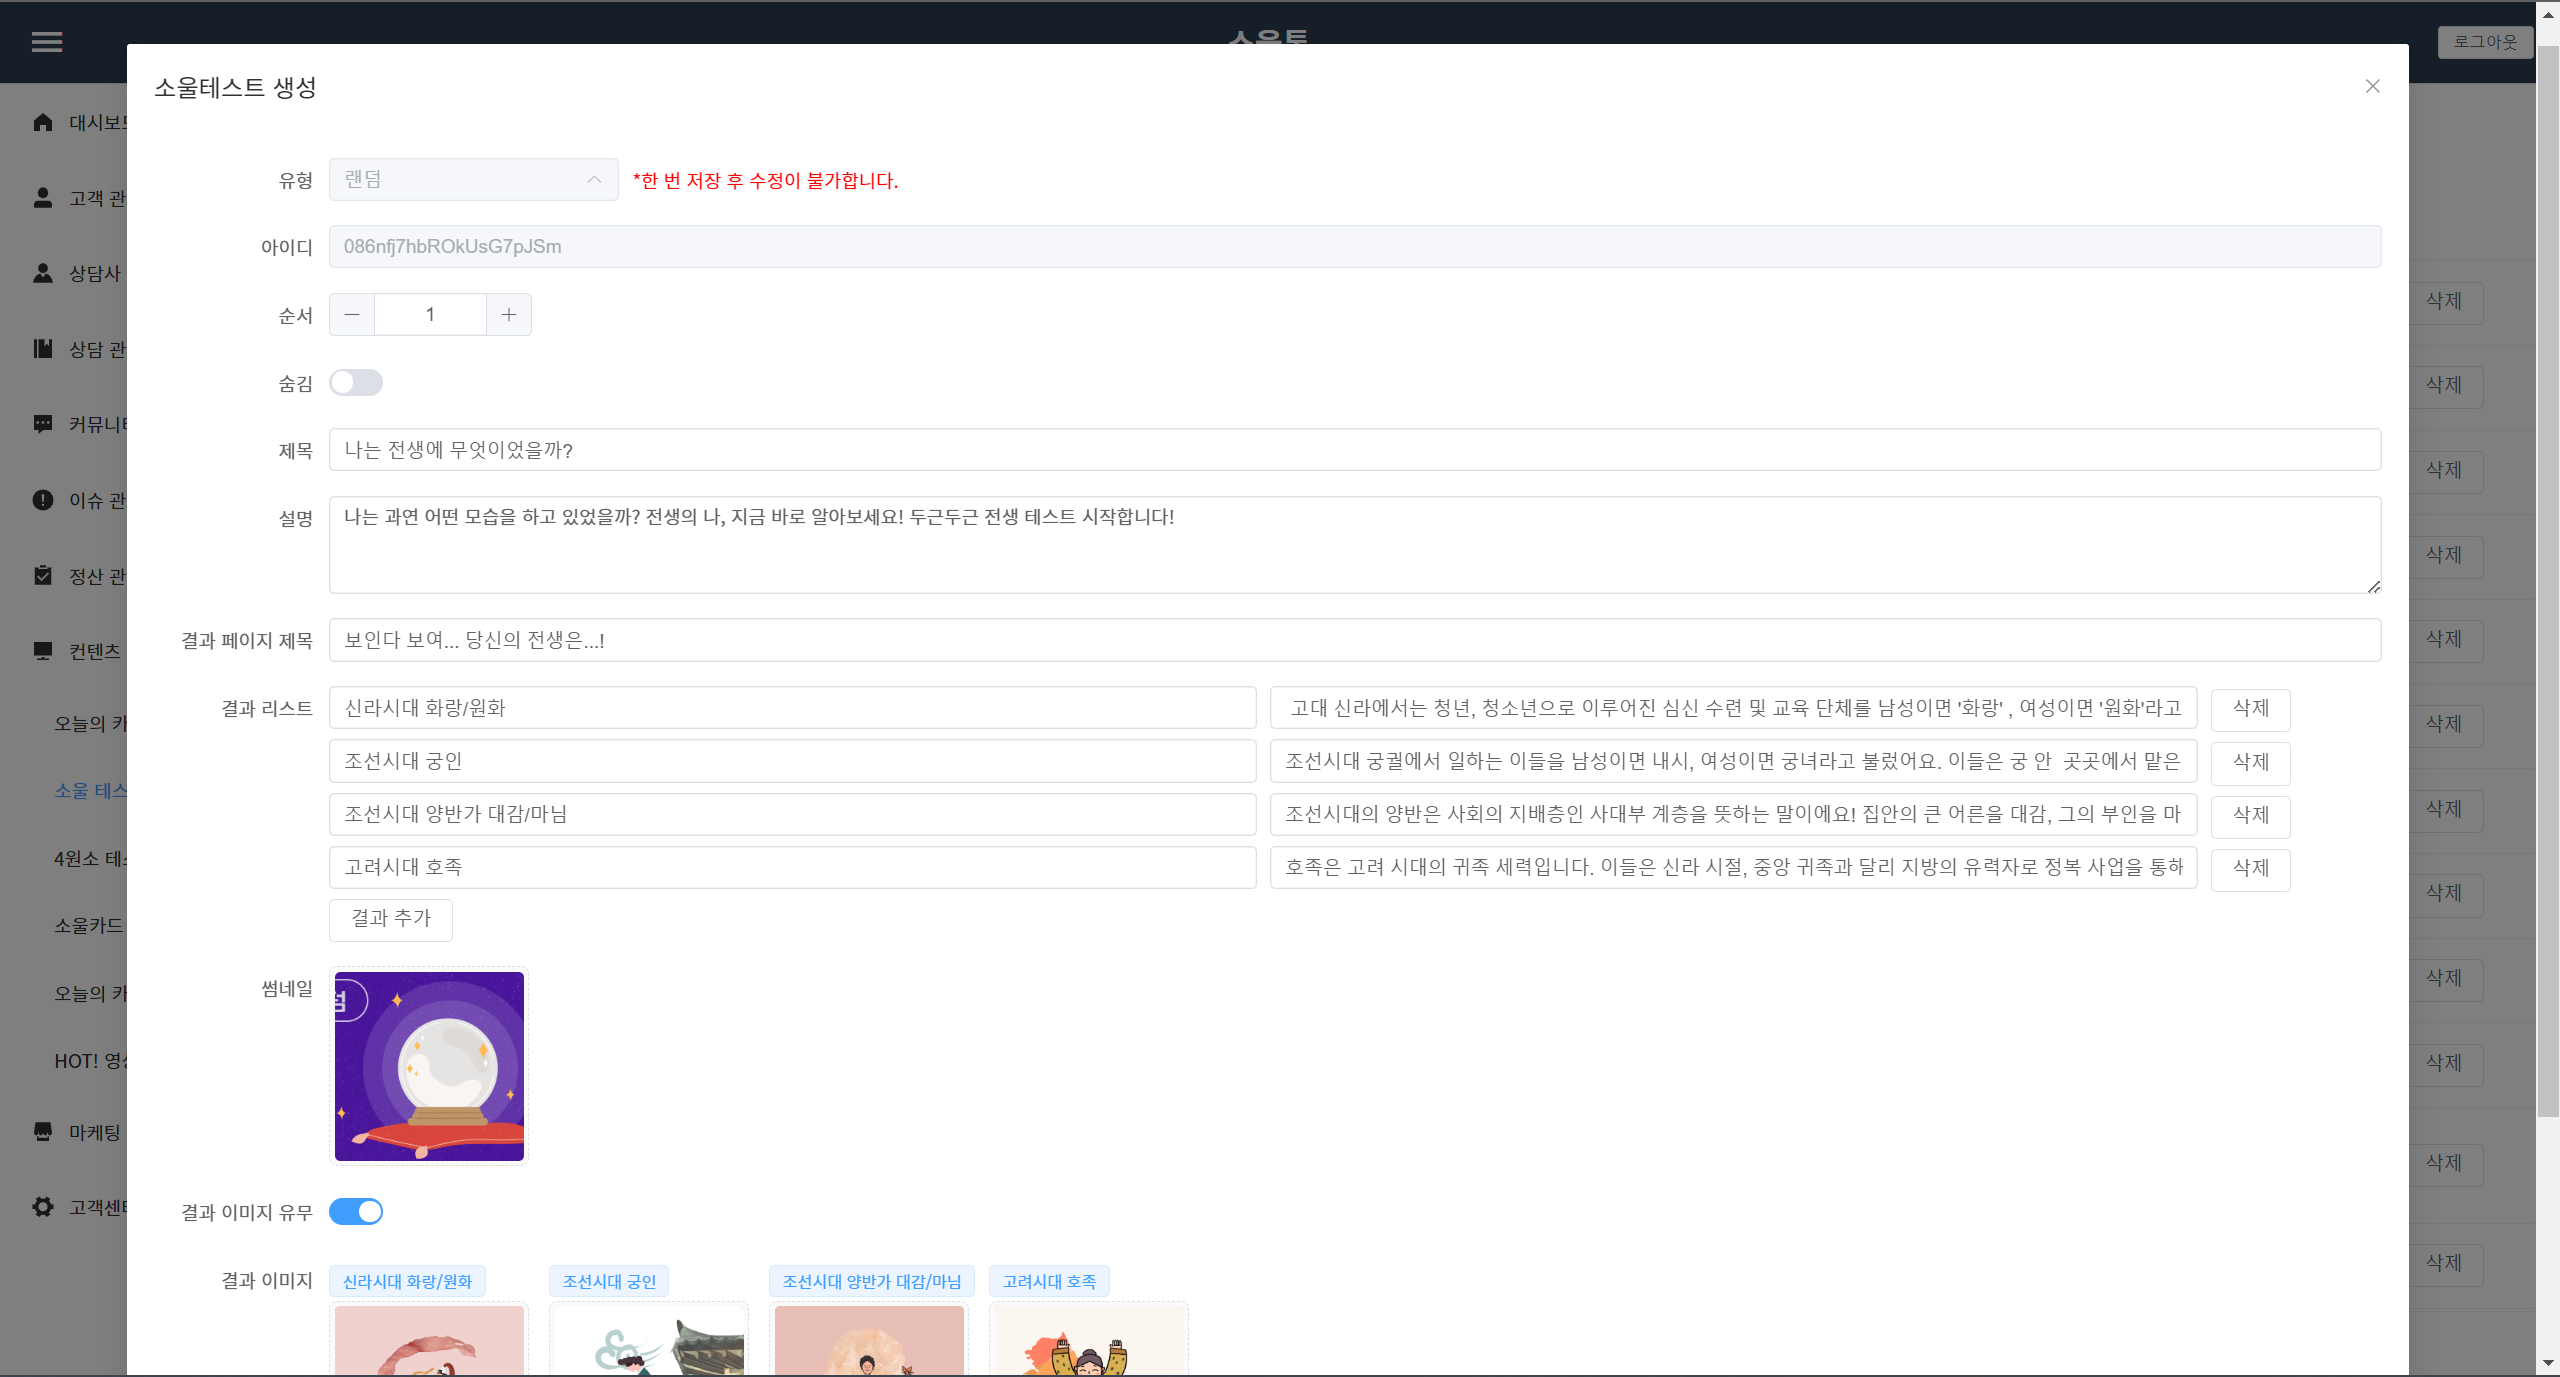 로그아웃
소울테스트 생성
대시보드
고객 관
상담사
상담 관
이슈 관
정산 관
컨텐츠
오늘의 카
소울 테스
소울카드
오늘의 카
HOT! 영상
마케팅
고객센터
유형
랜덤
*한 번 저장 후 수정이 불가합니다.
아이디
086nfj7hbROkUsG7pJSm
순서
1
숨김
제목
나는 전생에 무엇이었을까?
설명
나는 과연 어떤 모습을 하고 있었을까? 전생의 나, 지금 바로 알아보세요! 두근두근 전생 테스트 시작합니다!
결과 페이지 제목
보인다 보여... 당신의 전생은...!
결과 리스트
신라시대 화랑/원화
고대 신라에서는 청년, 청소년으로 이루어진 심신 수련 및 교육 단체를 남성이면 '화랑' , 여성이면 '원화'라고
삭제
조선시대 궁인
조선시대 궁궐에서 일하는 이들을 남성이면 내시, 여성이면 궁녀라고 불렀어요. 이들은 궁 안  곳곳에서 맡은
삭제
조선시대 양반가 대감/마님
조선시대의 양반은 사회의 지배층인 사대부 계층을 뜻하는 말이에요! 집안의 큰 어른을 대감, 그의 부인을 마
삭제
고려시대 호족
호족은 고려 시대의 귀족 세력입니다. 이들은 신라 시절, 중앙 귀족과 달리 지방의 유력자로 정복 사업을 통하
삭제
결과 추가
썸네일
결과 이미지 유무
결과 이미지
신라시대 화랑/원화
조선시대 궁인
조선시대 양반가 대감/마님
고려시대 호족
삭제
삭제
삭제
삭제
삭제
삭제
삭제
삭제
삭제
삭제
삭제
삭제